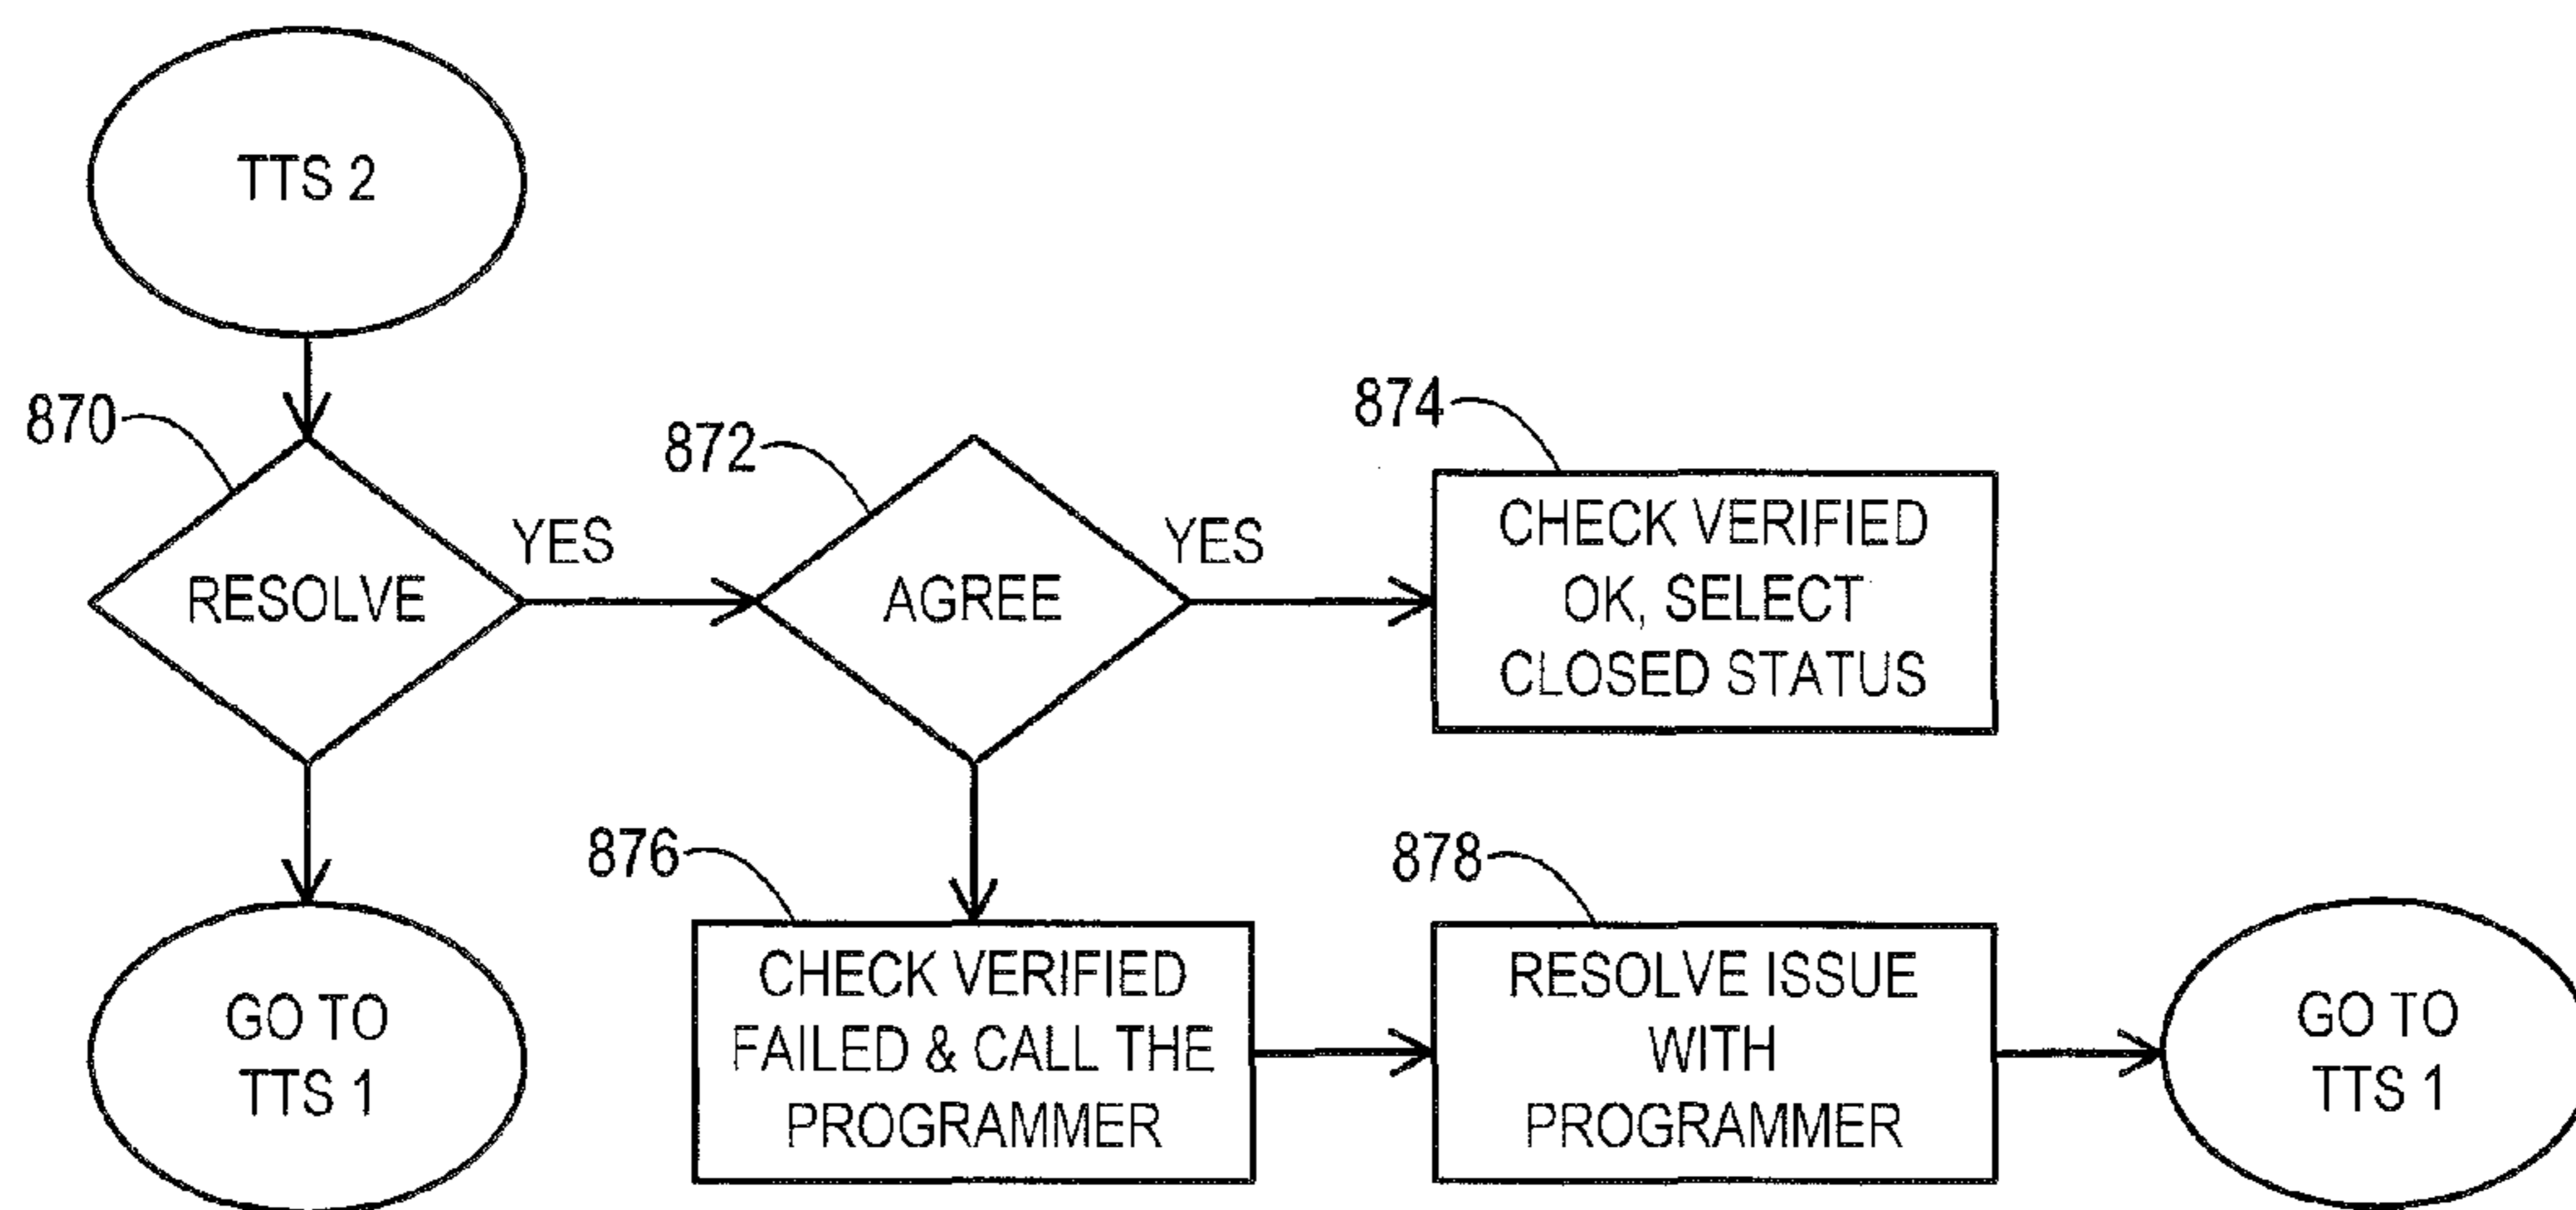 TTS 2
870
RESOLVE
YES
872
AGREE
YES
874
CHECK VERIFIED
OK, SELECT
CLOSED STATUS
GO TO
TTS 1
876
CHECK VERIFIED
FAILED & CALL THE
PROGRAMMER
878
RESOLVE ISSUE
WITH
PROGRAMMER
GO TO
TTS 1